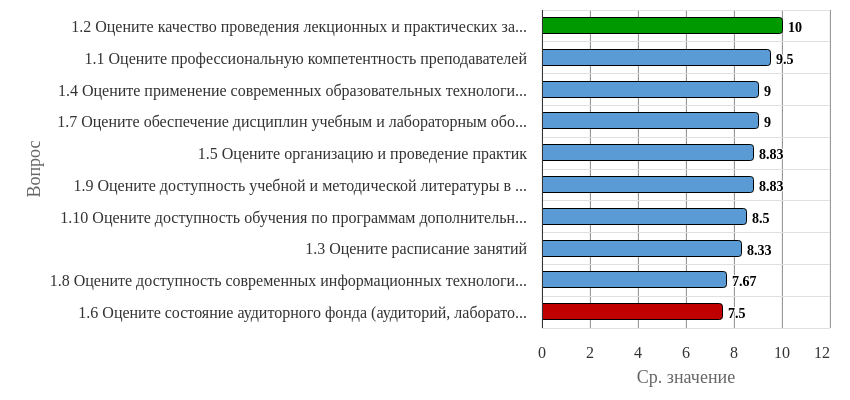 1.2 Оцените качество проведения лекционных и практических за... 10
1.1 Оцените профессиональную компетентность преподавателей 9.5
1.4 Оцените применение современных образовательных технологи... 9
1.7 Оцените обеспечение дисциплин учебным и лабораторным обо... 9
1.5 Оцените организацию и проведение практик 8.83
1.9 Оцените доступность учебной и методической литературы в ... 8.83
1.10 Оцените доступность обучения по программам дополнительн... 8.5
1.3 Оцените расписание занятий 8.33
1.8 Оцените доступность современных информационных технологи... 7.67
1.6 Оцените состояние аудиторного фонда (аудиторий, лаборато... 7.5
Вопрос
0 2 4 6 8 10 12
Ср. значение